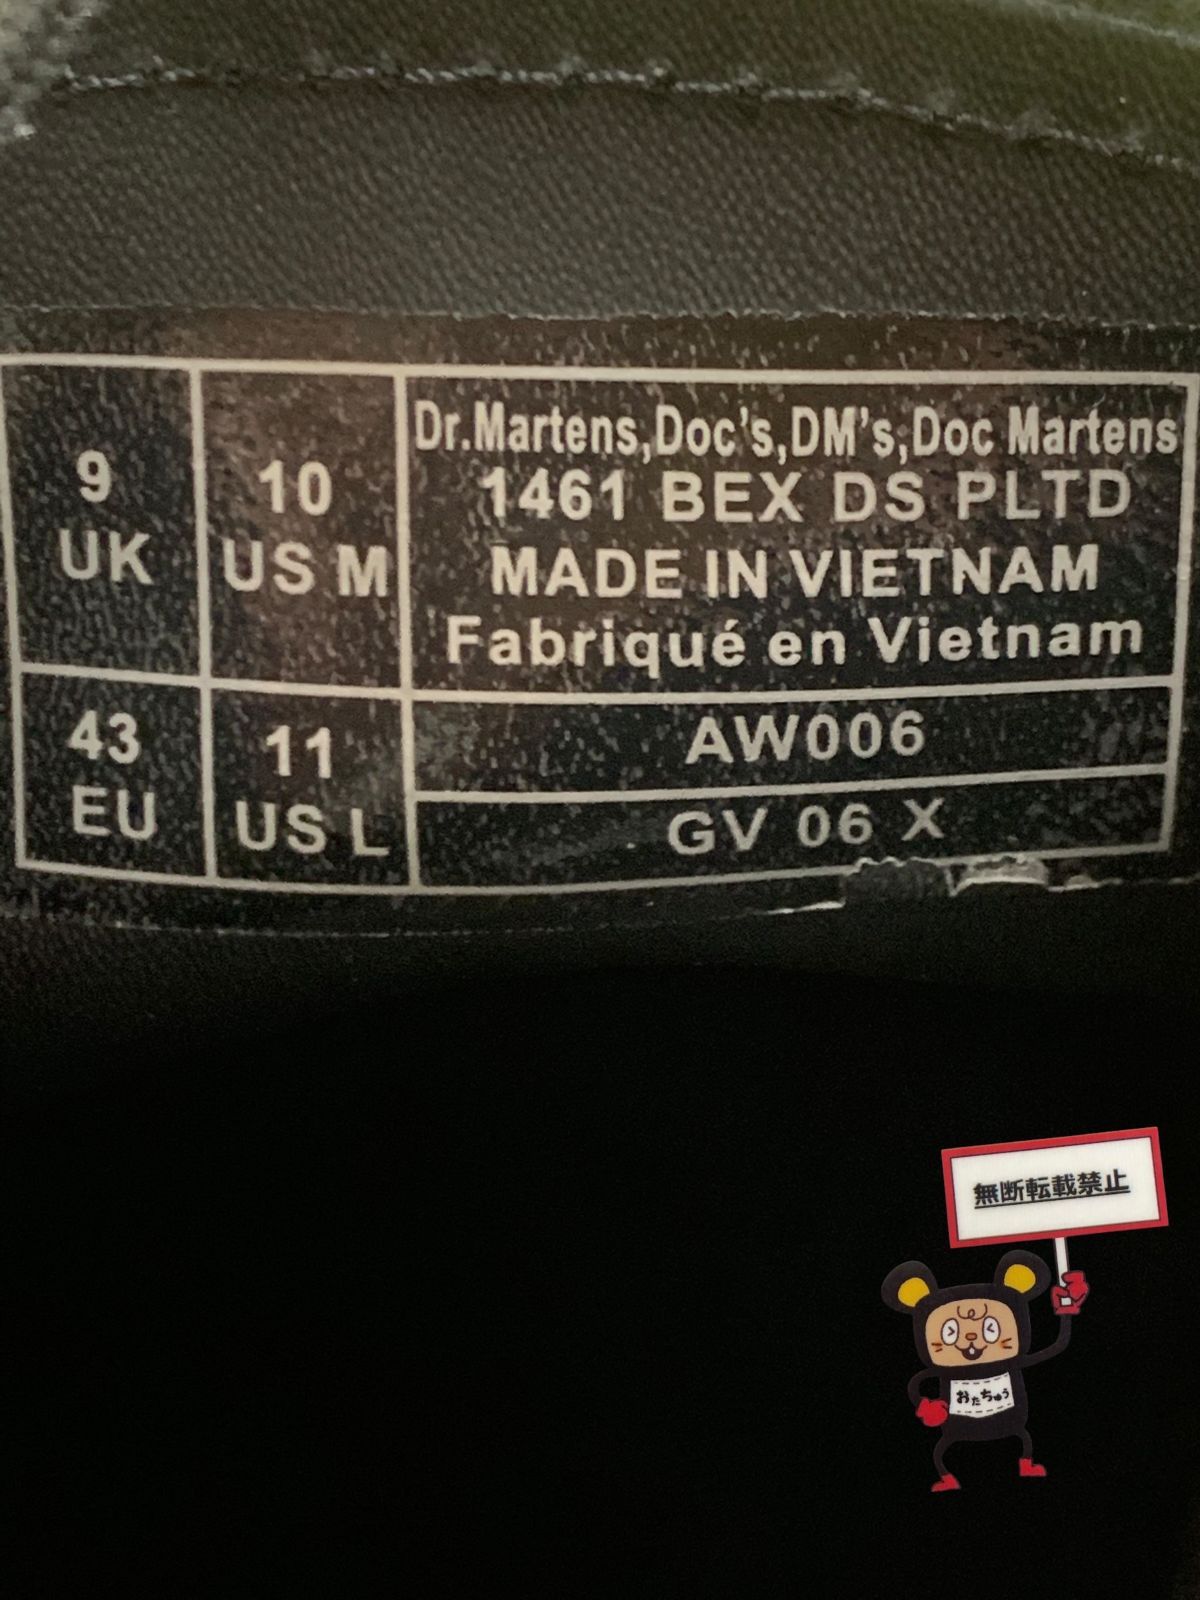 9
UK
10
US M
Dr.Martens,Doc's,DM's,Doc Martens
1461 BEX DS PLTD
MADE IN VIETNAM
Fabriqué en Vietnam
43
EU
11
US L
AW006
GV 06 X
無断転載禁止
おたちゅう